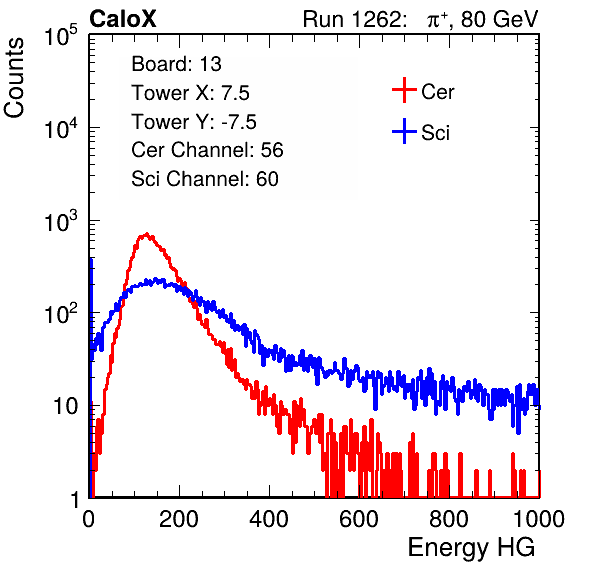 CaloX Run 1262: π⁺, 80 GeV
Counts
10⁵
10⁴
10³
10²
10
1
Board: 13
Tower X: 7.5
Tower Y: -7.5
Cer Channel: 56
Sci Channel: 60
Cer
Sci
0 200 400 600 800 1000
Energy HG